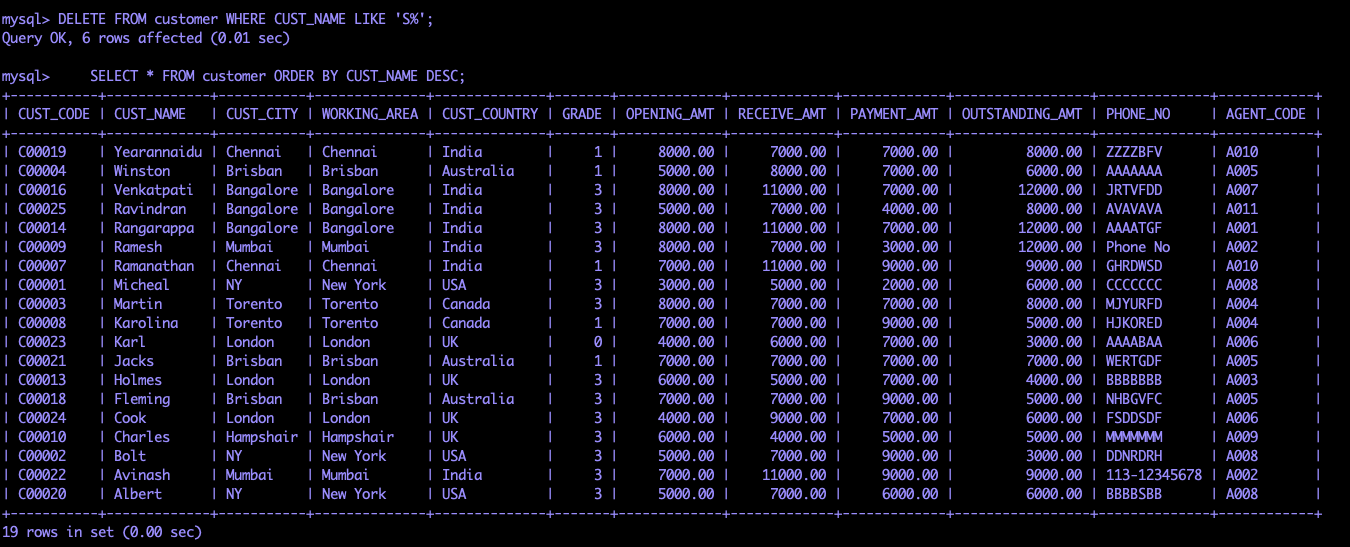 mysql> DELETE FROM customer WHERE CUST_NAME LIKE 'S%';
Query OK, 6 rows affected (0.01 sec)
mysql>     SELECT * FROM customer ORDER BY CUST_NAME DESC;
+-----------+-------------+-----------+--------------+--------------+-------+-------------+-------------+-------------+-----------------+--------------+------------+
| CUST_CODE | CUST_NAME   | CUST_CITY | WORKING_AREA | CUST_COUNTRY | GRADE | OPENING_AMT | RECEIVE_AMT | PAYMENT_AMT | OUTSTANDING_AMT | PHONE_NO     | AGENT_CODE |
+-----------+-------------+-----------+--------------+--------------+-------+-------------+-------------+-------------+-----------------+--------------+------------+
| C00019    | Yearannaidu | Chennai   | Chennai      | India        |     1 |     8000.00 |     7000.00 |     7000.00 |         8000.00 | ZZZZBFV      | A010       |
| C00004    | Winston     | Brisban   | Brisban      | Australia    |     1 |     5000.00 |     8000.00 |     7000.00 |         6000.00 | AAAAAAA      | A005       |
| C00016    | Venkatpati  | Bangalore | Bangalore    | India        |     3 |     8000.00 |    11000.00 |     7000.00 |        12000.00 | JRTVFDD      | A007       |
| C00025    | Ravindran   | Bangalore | Bangalore    | India        |     3 |     5000.00 |     7000.00 |     4000.00 |         8000.00 | AVAVAVA      | A011       |
| C00014    | Rangarappa  | Bangalore | Bangalore    | India        |     3 |     8000.00 |    11000.00 |     7000.00 |        12000.00 | AAAATGF      | A001       |
| C00009    | Ramesh      | Mumbai    | Mumbai       | India        |     3 |     8000.00 |     7000.00 |     3000.00 |        12000.00 | Phone No     | A002       |
| C00007    | Ramanathan  | Chennai   | Chennai      | India        |     1 |     7000.00 |    11000.00 |     9000.00 |         9000.00 | GHRDWSD      | A010       |
| C00001    | Micheal     | NY        | New York     | USA          |     3 |     3000.00 |     5000.00 |     2000.00 |         6000.00 | CCCCCCC      | A008       |
| C00003    | Martin      | Torento   | Torento      | Canada       |     3 |     8000.00 |     7000.00 |     7000.00 |         8000.00 | MJYURFD      | A004       |
| C00008    | Karolina    | Torento   | Torento      | Canada       |     1 |     7000.00 |     7000.00 |     9000.00 |         5000.00 | HJKORED      | A004       |
| C00023    | Karl        | London    | London       | UK           |     0 |     4000.00 |     6000.00 |     7000.00 |         3000.00 | AAAABAA      | A006       |
| C00021    | Jacks       | Brisban   | Brisban      | Australia    |     1 |     7000.00 |     7000.00 |     7000.00 |         7000.00 | WERTGDF      | A005       |
| C00013    | Holmes      | London    | London       | UK           |     3 |     6000.00 |     5000.00 |     7000.00 |         4000.00 | BBBBBBB      | A003       |
| C00018    | Fleming     | Brisban   | Brisban      | Australia    |     3 |     7000.00 |     7000.00 |     9000.00 |         5000.00 | NHBGVFC      | A005       |
| C00024    | Cook        | London    | London       | UK           |     3 |     4000.00 |     9000.00 |     7000.00 |         6000.00 | FSDDSDF      | A006       |
| C00010    | Charles     | Hampshair | Hampshair    | UK           |     3 |     6000.00 |     4000.00 |     5000.00 |         5000.00 | MMMMMMM      | A009       |
| C00002    | Bolt        | NY        | New York     | USA          |     3 |     5000.00 |     7000.00 |     9000.00 |         3000.00 | DDNRDRH      | A008       |
| C00022    | Avinash     | Mumbai    | Mumbai       | India        |     3 |     7000.00 |    11000.00 |     9000.00 |         9000.00 | 113-12345678 | A002       |
| C00020    | Albert      | NY        | New York     | USA          |     3 |     5000.00 |     7000.00 |     6000.00 |         6000.00 | BBBBSBB      | A008       |
+-----------+-------------+-----------+--------------+--------------+-------+-------------+-------------+-------------+-----------------+--------------+------------+
19 rows in set (0.00 sec)